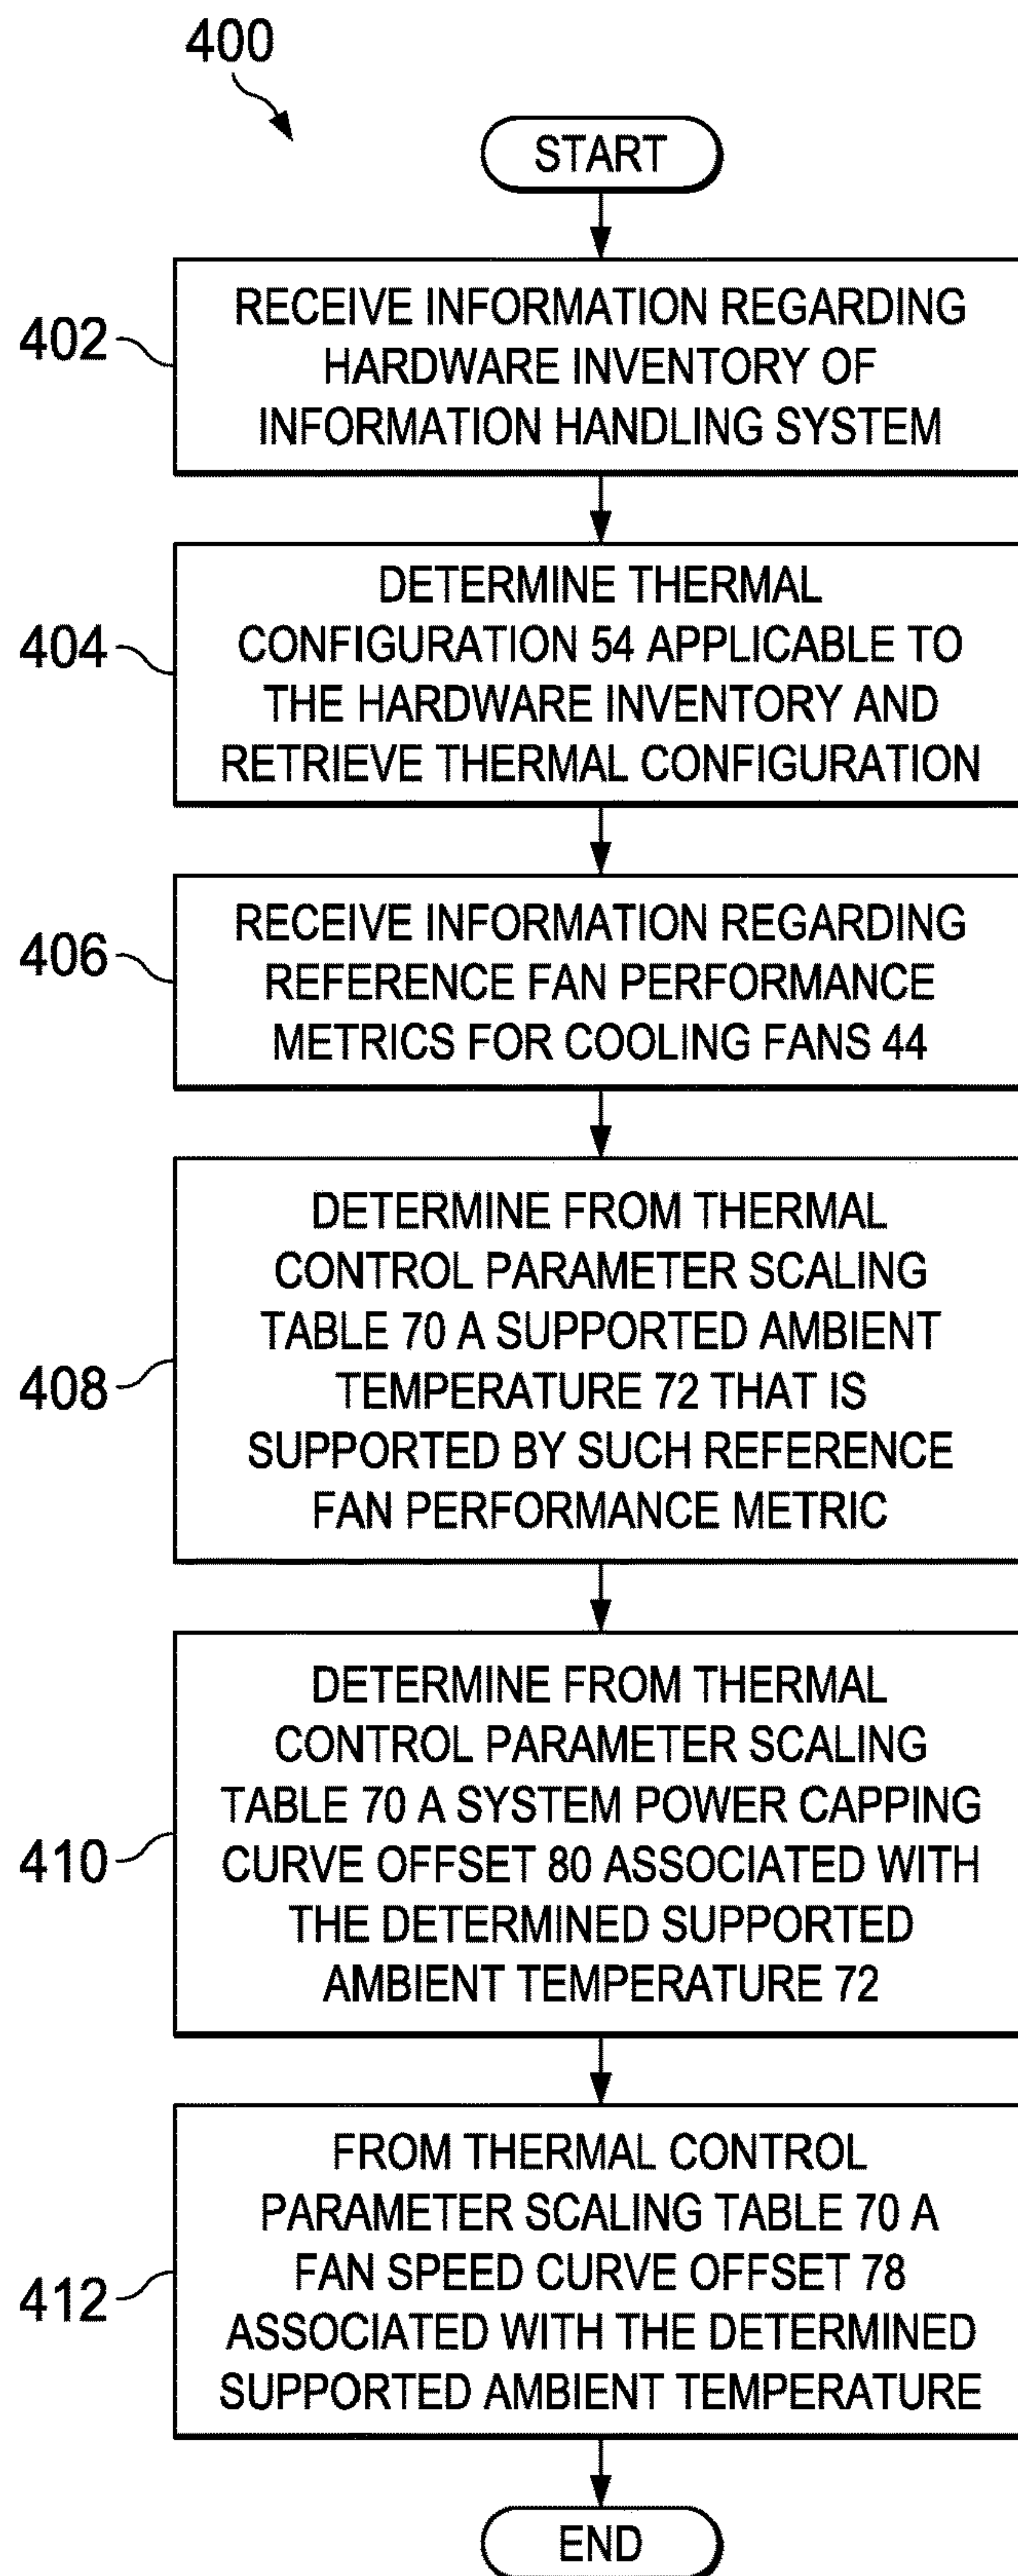 400
START
402
RECEIVE INFORMATION REGARDING
HARDWARE INVENTORY OF
INFORMATION HANDLING SYSTEM
404
DETERMINE THERMAL
CONFIGURATION 54 APPLICABLE TO
THE HARDWARE INVENTORY AND
RETRIEVE THERMAL CONFIGURATION
406
RECEIVE INFORMATION REGARDING
REFERENCE FAN PERFORMANCE
METRICS FOR COOLING FANS 44
408
DETERMINE FROM THERMAL
CONTROL PARAMETER SCALING
TABLE 70 A SUPPORTED AMBIENT
TEMPERATURE 72 THAT IS
SUPPORTED BY SUCH REFERENCE
FAN PERFORMANCE METRIC
410
DETERMINE FROM THERMAL
CONTROL PARAMETER SCALING
TABLE 70 A SYSTEM POWER CAPPING
CURVE OFFSET 80 ASSOCIATED WITH
THE DETERMINED SUPPORTED
AMBIENT TEMPERATURE 72
412
FROM THERMAL CONTROL
PARAMETER SCALING TABLE 70 A
FAN SPEED CURVE OFFSET 78
ASSOCIATED WITH THE DETERMINED
SUPPORTED AMBIENT TEMPERATURE
END